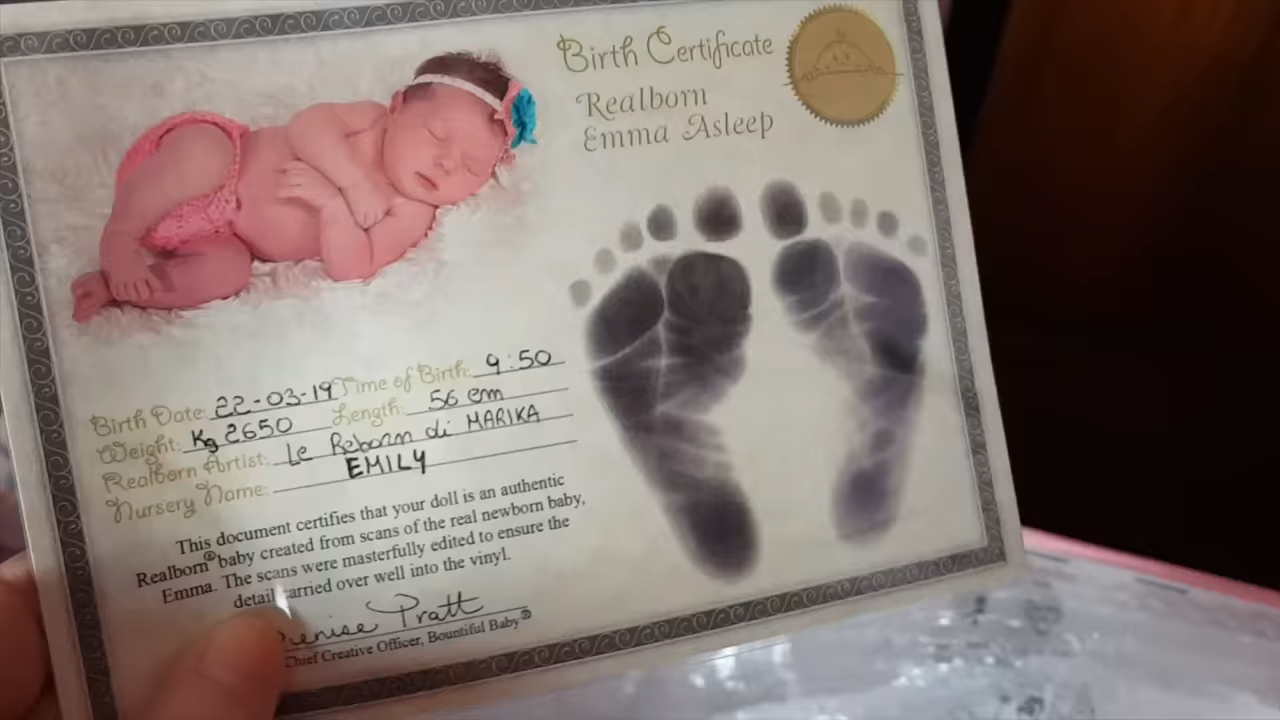 Birth Certificate
Realborn
Emma Asleep
Birth Date: 22-03-19 Time of Birth: 9:50
Weight: Kg 2650 Length: 56 cm
Realborn Artist: Le Reborn di MARIKA
Nursery Name: EMILY
This document certifies that your doll is an authentic
Realborn® baby created from scans of the real newborn baby,
Emma. The scans were masterfully edited to ensure the
detail carried over well into the vinyl.
Denise Pratt
Chief Creative Officer, Bountiful Baby®